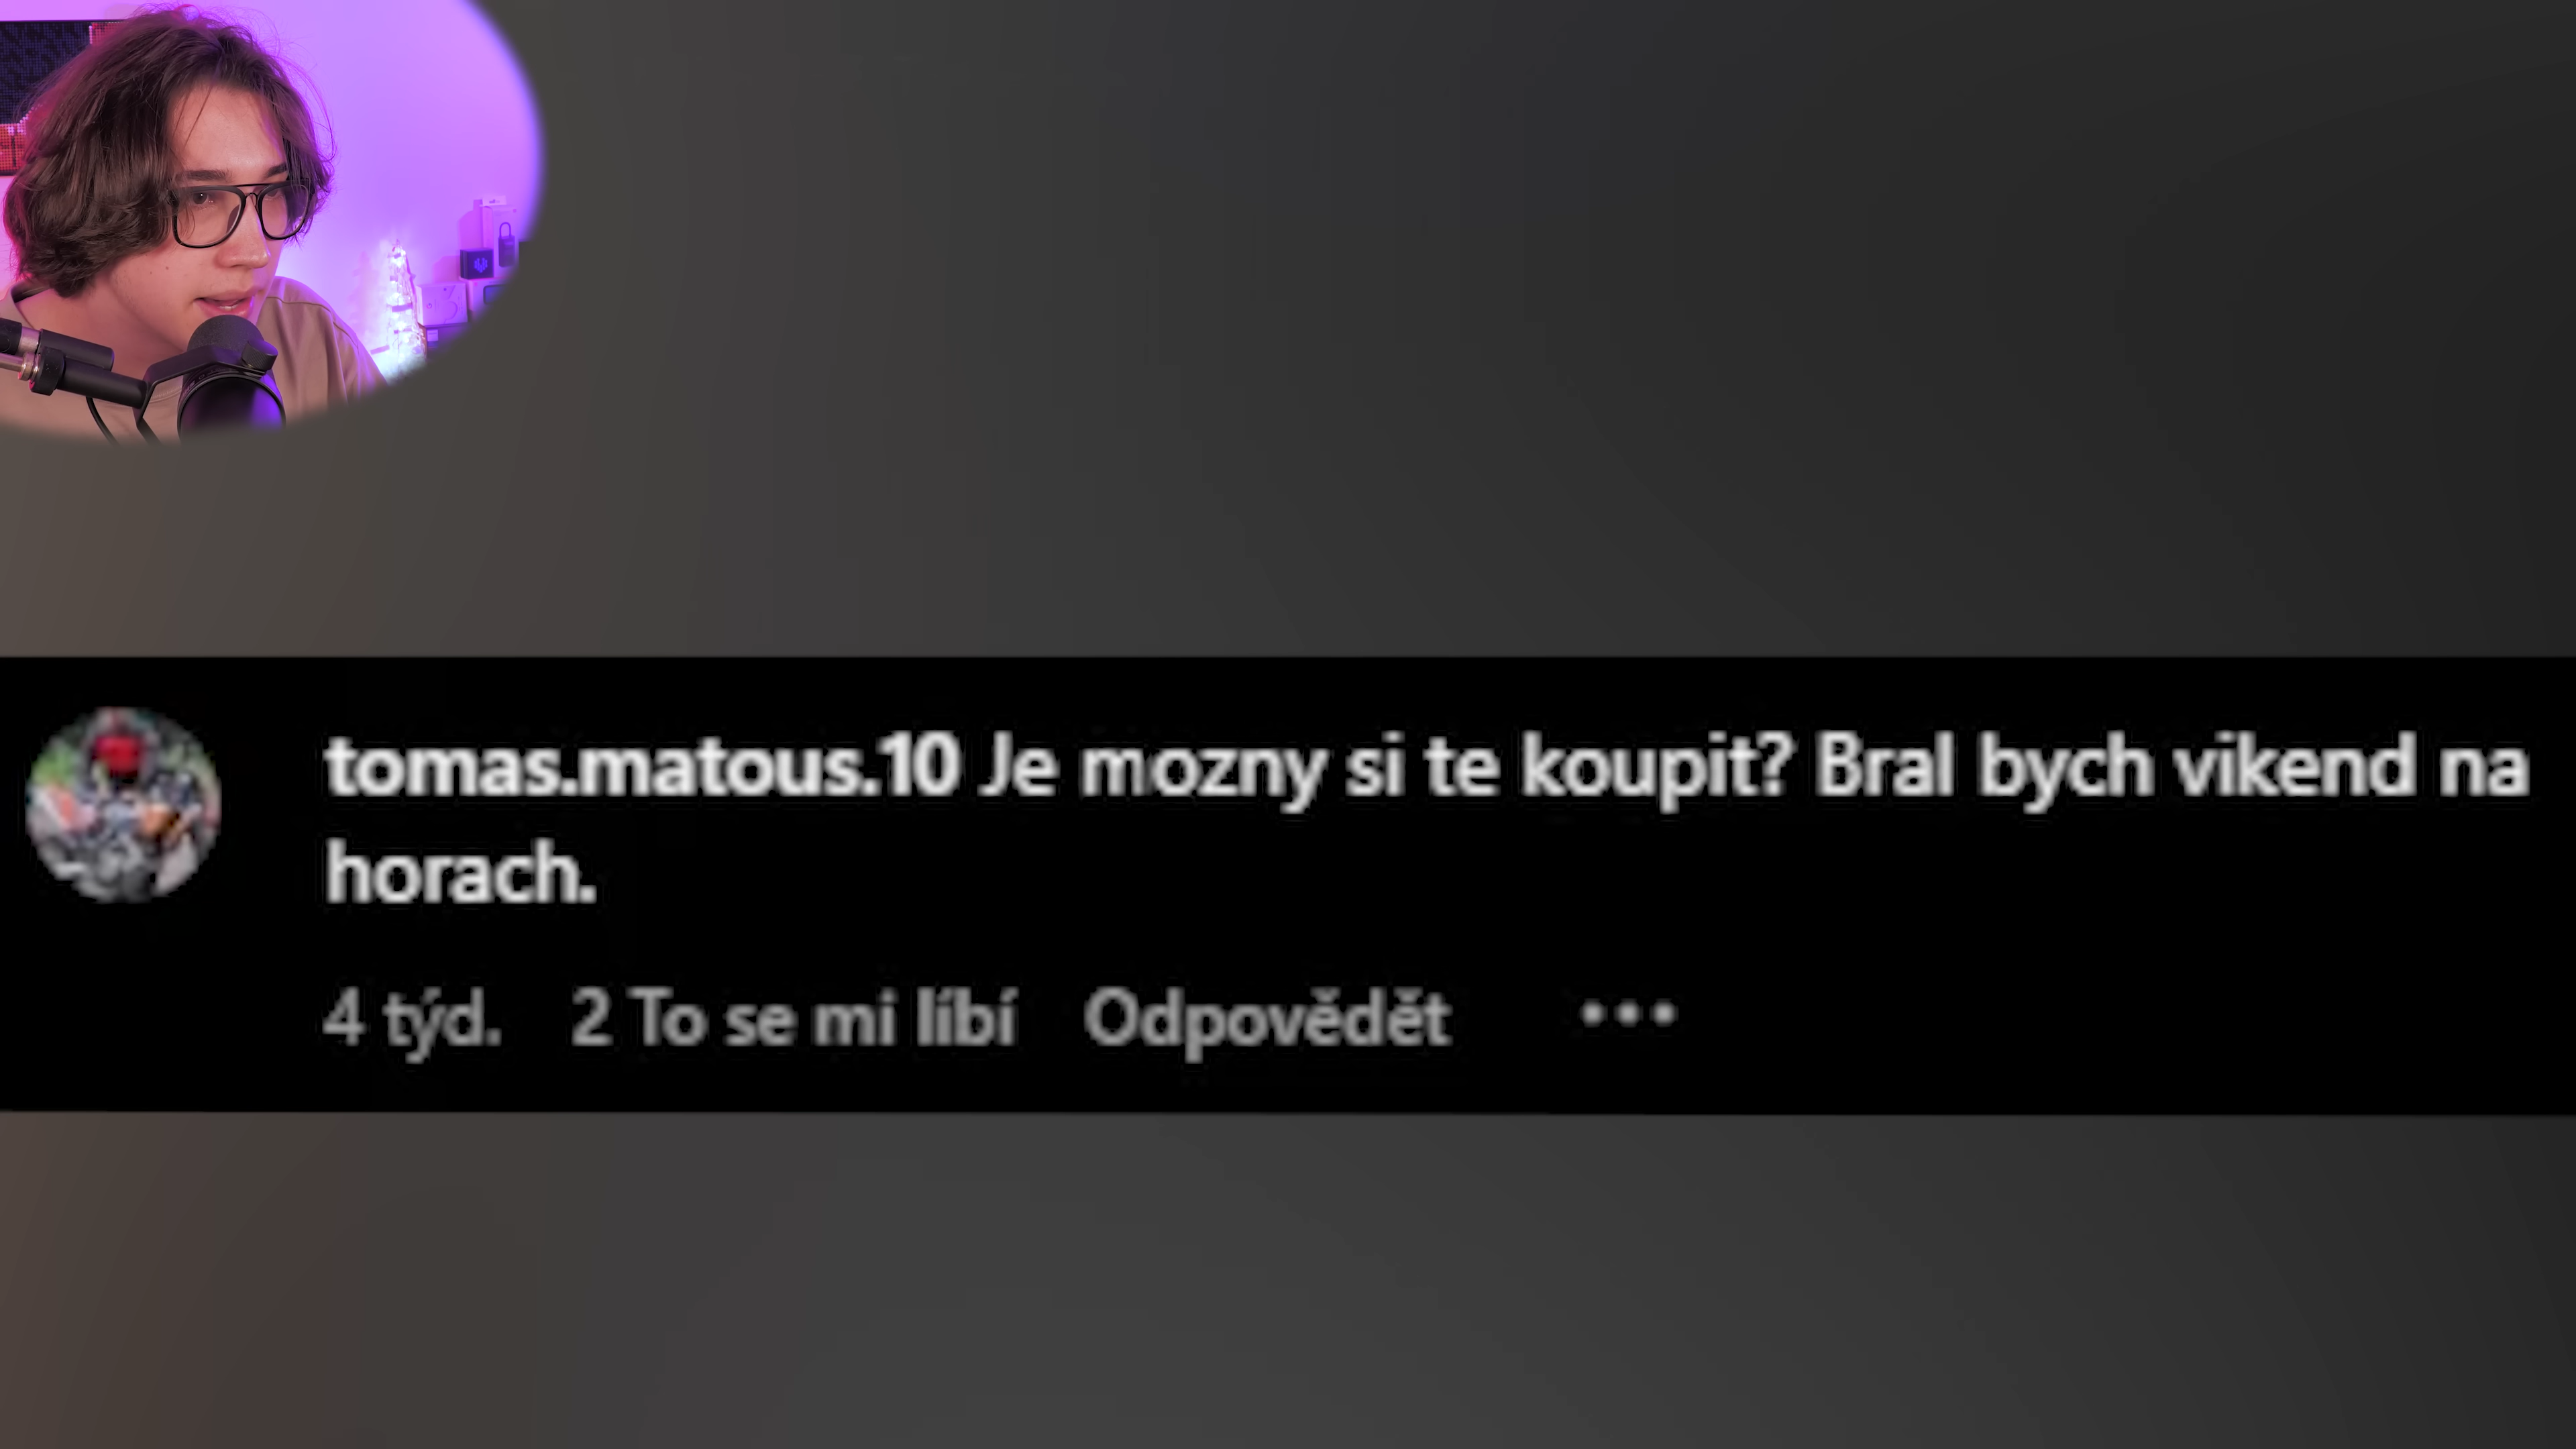 tomas.matous.10 Je mozny si te koupit? Bral bych vikend na
horach.
4 týd. 2 To se mi líbí Odpovědět